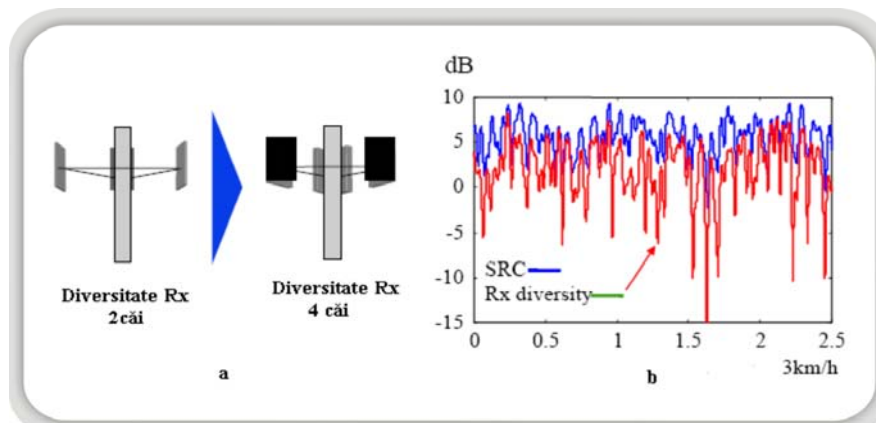 Diversitate Rx
2căi
Diversitate Rx
4 căi
a
dB
10
5
0
-5
-10
-15
SRC
Rx diversity
0
0.5
1
1.5
2
2.5
3km/h
b